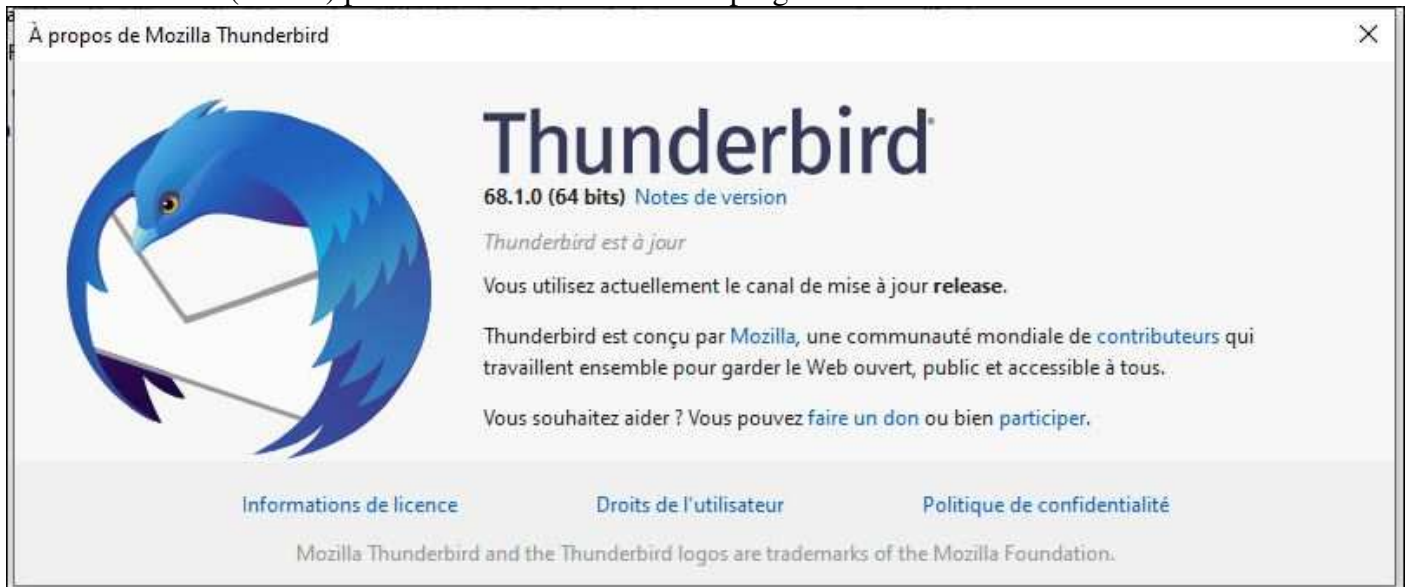 À propos de Mozilla Thunderbird
Thunderbird
68.1.0 (64 bits) Notes de version
Thunderbird est à jour
Vous utilisez actuellement le canal de mise à jour release.
Thunderbird est conçu par Mozilla, une communauté mondiale de contributeurs qui
travaillent ensemble pour garder le Web ouvert, public et accessible à tous.
Vous souhaitez aider ? Vous pouvez faire un don ou bien participer.
Informations de licence Droits de l'utilisateur Politique de confidentialité
Mozilla Thunderbird and the Thunderbird logos are trademarks of the Mozilla Foundation.